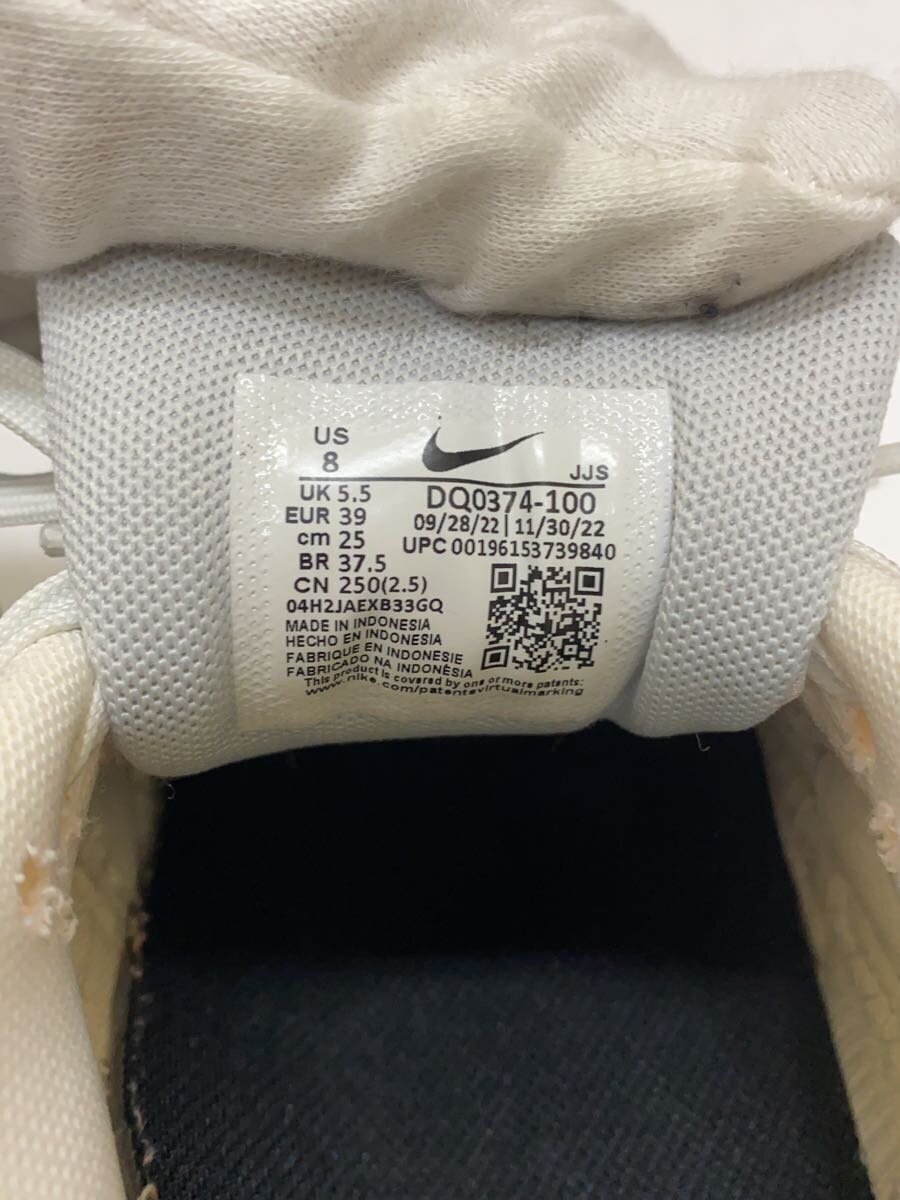 US
8
JJS
UK 5.5
EUR 39
cm 25
BR 37.5
CN 250(2.5)
DQ0374-100
09/28/22 | 11/30/22
UPC 00196153739840
04H2JAEXB33GQ
MADE IN INDONESIA
HECHO EN INDONESIA
FABRIQUE EN INDONESIE
FABRICADO NA INDONÉSIA
This product is covered by one or more patents:
www.nike.com/patentsvirtualmarking